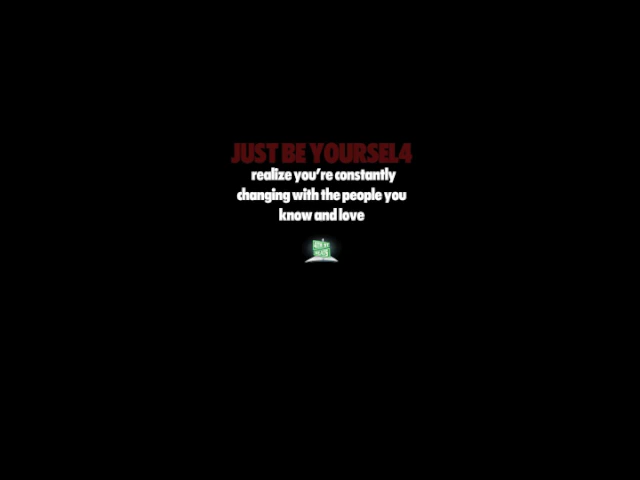 JUST BE YOURSEL4
realize you're constantly
changing with the people you
know and love